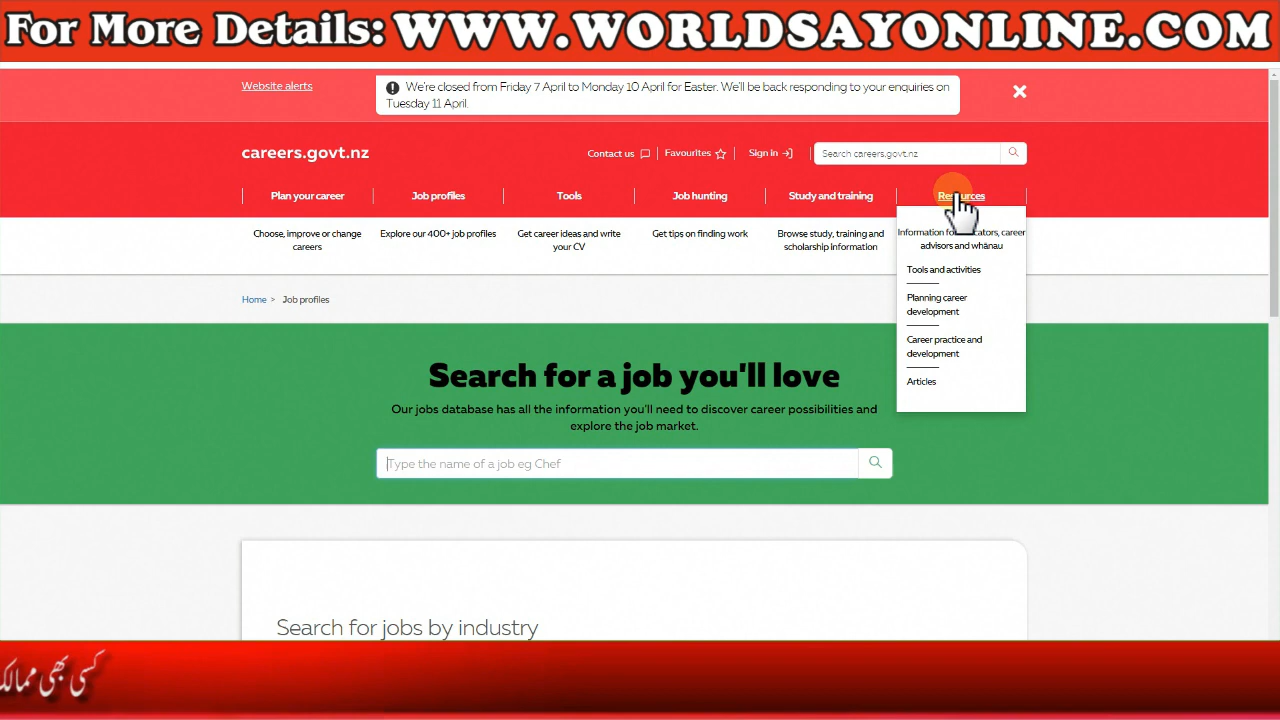 For More Details: WWW.WORLDSAYONLINE.COM
Website alerts
We're closed from Friday 7 April to Monday 10 April for Easter. We'll be back responding to your enquiries on
Tuesday 11 April.
careers.govt.nz
Contact us
Favourites
Sign in
Search careers.govt.nz
Plan your career
Job profiles
Tools
Job hunting
Study and training
Choose, improve or change
careers
Explore our 400+ job profiles
Get career ideas and write
your CV
Get tips on finding work
Browse study, training and
scholarship information
Information career
advisors and whānau
Tools and activities
Planning career
development
Career practice and
development
Articles
Home > Job profiles
Search for a job you'll love
Our jobs database has all the information you'll need to discover career possibilities and
explore the job market.
Type the name of a job eg Chef
Search for jobs by industry
کسی بھی ممالک